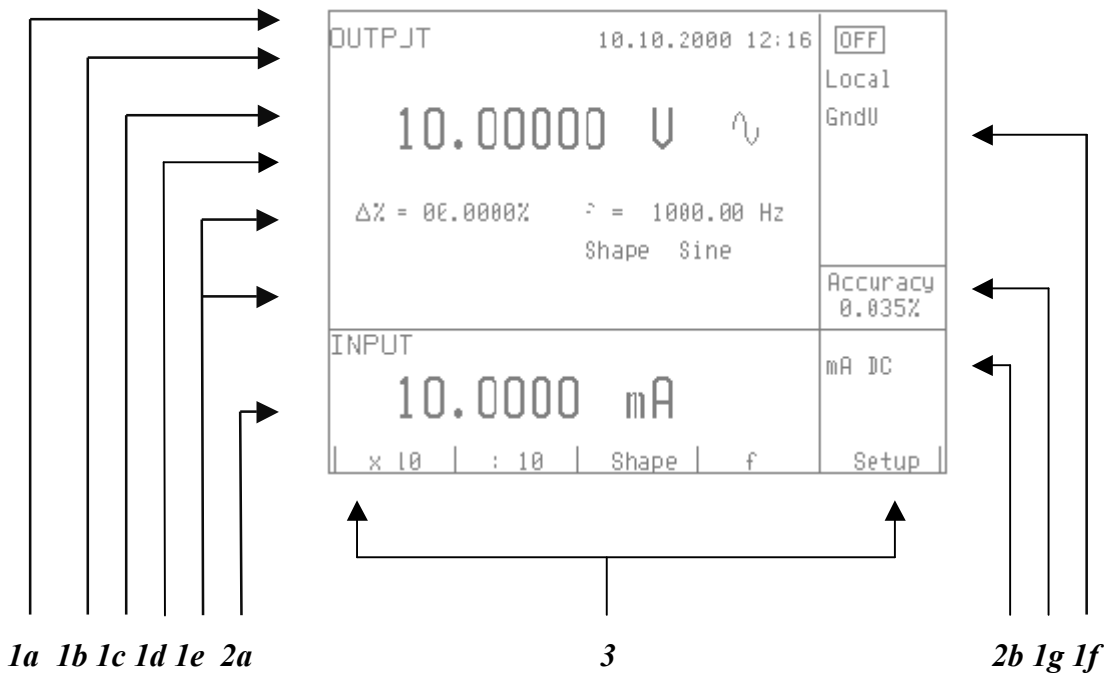 OUTPUT 10.10.2000 12:16 OFF
Local
10.00000 V GndU
Δ% = 00.0000% = 1000.00 Hz
Shape Sine
Accuracy
0.035%
INPUT
mA DC
10.0000 mA
x 10 : 10 Shape f Setup
1a 1b 1c 1d 1e 2a 3 2b 1g 1f